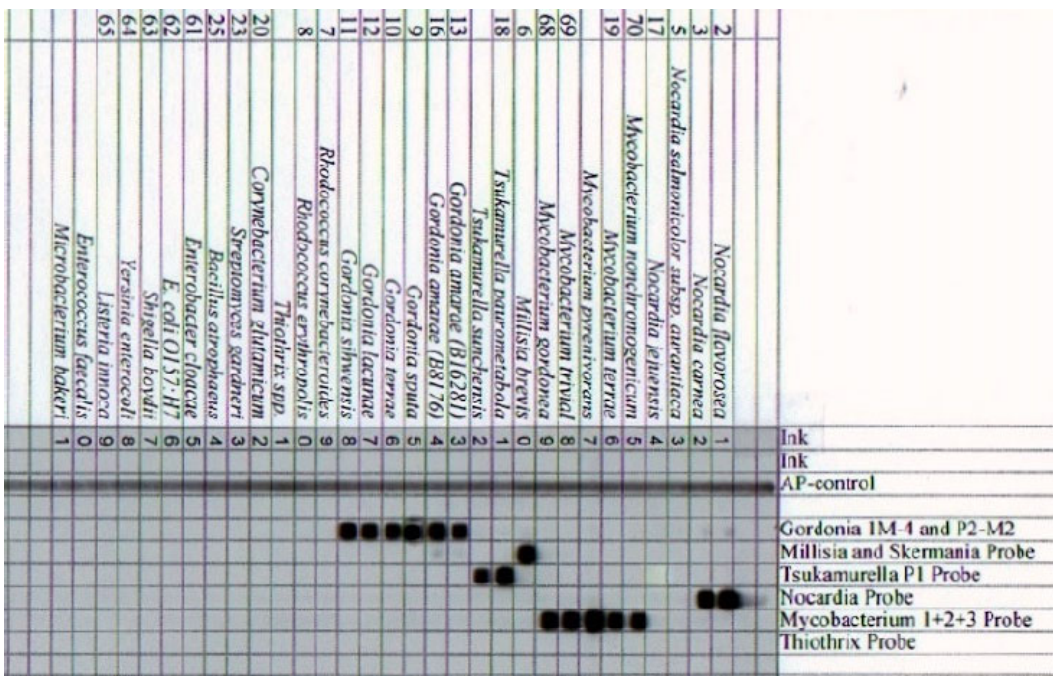 2 Nocardia flavorosea 1
3 Nocardia carnea 2
5 Nocardia salmonicolor subsp. aurantiaca 3
17 Nocardia jejuensis 4
70 Mycobacterium nonchromogenicum 5
19 Mycobacterium terrae 6
Mycobacterium pyrenivorans 7
69 Mycobacterium trivial 8
68 Mycobacterium gordonea 9
6 Millisia brevis 0
18 Tsukamurella paurometabola 1
Tsukamurella sunchensis 2
13 Gordonia amarae (B16281) 3
16 Gordonia amarae (B8176) 4
9 Gordonia sputa 5
10 Gordonia terrae 6
12 Gordonia lacunae 7
11 Gordonia sihwensis 8
7 Rhodococcus corynebacteroides 9
8 Rhodococcus erythropolis 0
Thiothrix spp. 1
20 Corynebacterium glutamicum 2
23 Streptomyces gardneri 3
25 Bacillus atrophaeus 4
61 Enterobacter cloacae 5
62 E. coli O157:H7 6
63 Shigella boydii 7
64 Yersinia enterocoli 8
65 Listeria innoca 9
Enterococcus faecalis 0
Microbacterium bakeri 1
Ink
Ink
AP-control
Gordonia 1M-4 and P2-M2
Millisia and Skermania Probe
Tsukamurella P1 Probe
Nocardia Probe
Mycobacterium 1+2+3 Probe
Thiothrix Probe